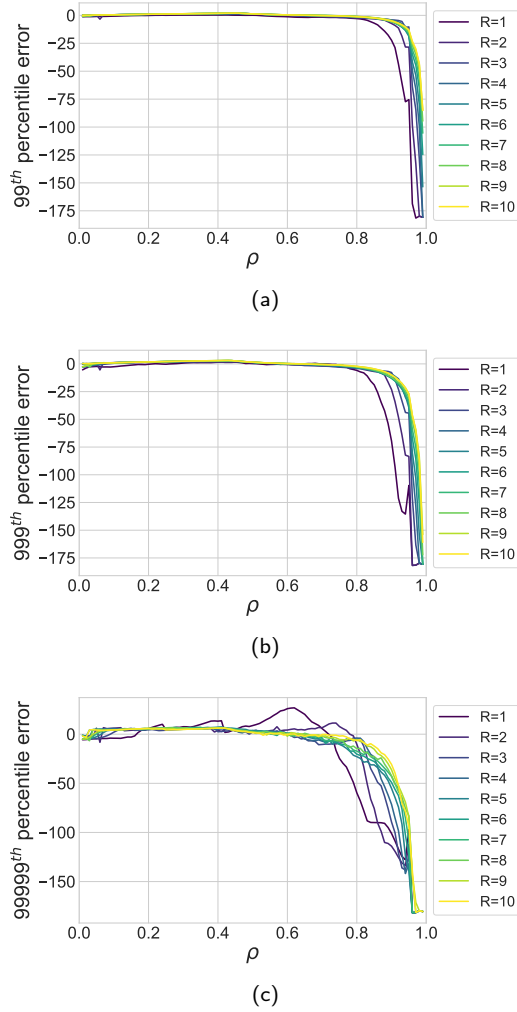 99th percentile error
0
−25
−50
−75
−100
−125
−150
−175
0.0 0.2 0.4 0.6 0.8 1.0
ρ
R=1
R=2
R=3
R=4
R=5
R=6
R=7
R=8
R=9
R=10
(a)
999th percentile error
0
−25
−50
−75
−100
−125
−150
−175
0.0 0.2 0.4 0.6 0.8 1.0
ρ
R=1
R=2
R=3
R=4
R=5
R=6
R=7
R=8
R=9
R=10
(b)
99999th percentile error
0
−50
−100
−150
0.0 0.2 0.4 0.6 0.8 1.0
ρ
R=1
R=2
R=3
R=4
R=5
R=6
R=7
R=8
R=9
R=10
(c)